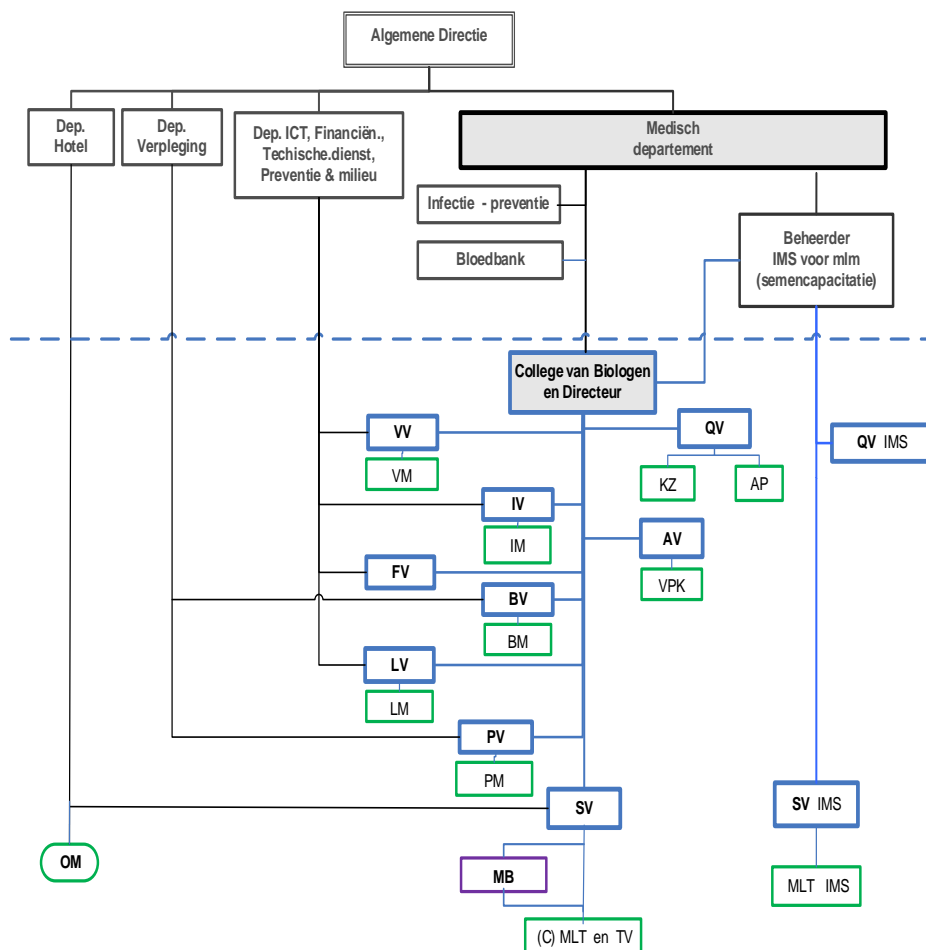 Algemene Directie
Dep.
Hotel
Dep.
Verpleging
Dep. ICT, Financiën.,
Techische.dienst,
Preventie & milieu
Medisch
departement
Infectie - preventie
Bloedbank
Beheerder
IMS voor mlm
(semencapacitatie)
College van Biologen
en Directeur
VV
VM
QV
KZ
AP
QV IMS
IV
IM
AV
VPK
FV
BV
BM
LV
LM
PV
PM
SV
SV IMS
OM
MB
MLT IMS
(C) MLT en TV